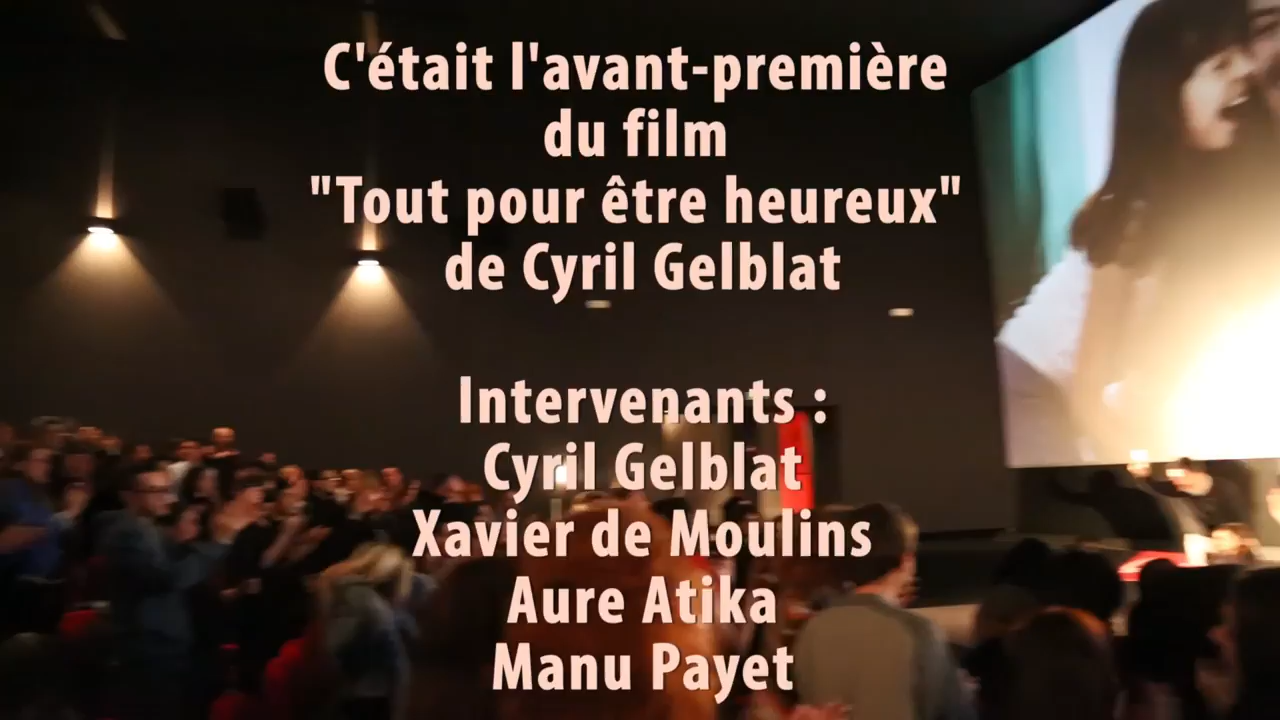 C'était l'avant-première
du film
"Tout pour être heureux"
de Cyril Gelblat
Intervenants :
Cyril Gelblat
Xavier de Moulins
Aure Atika
Manu Payet